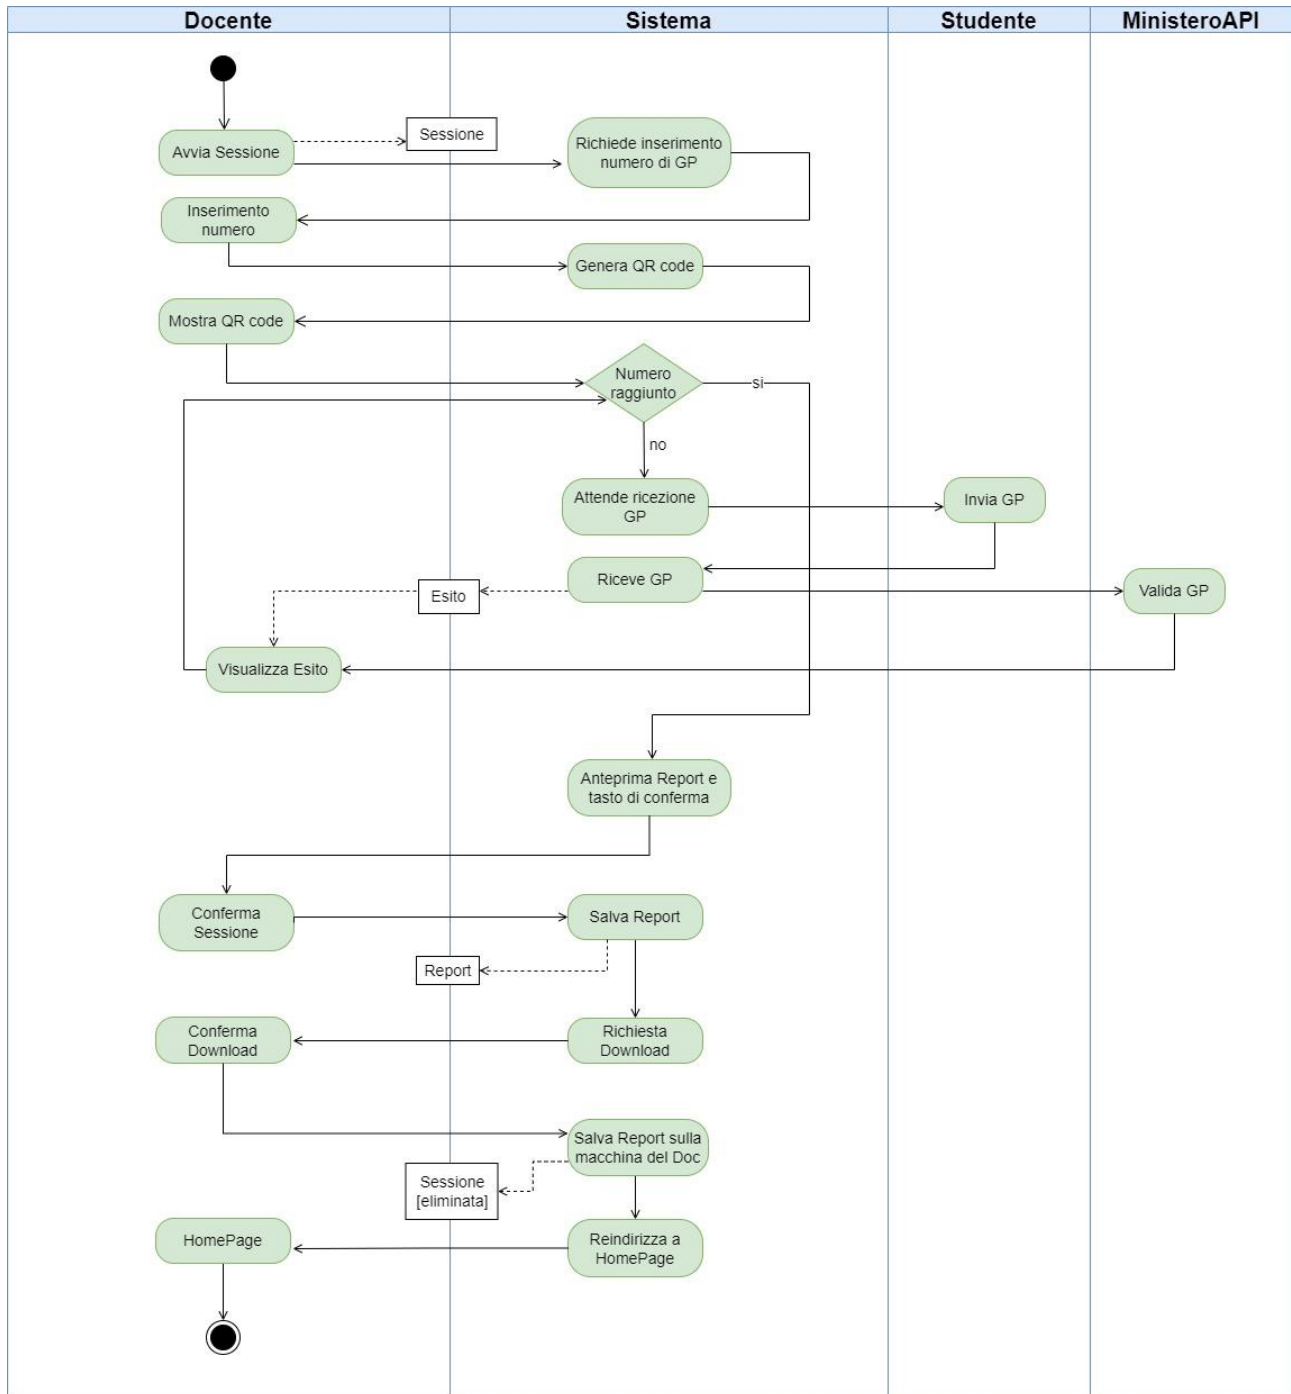 Docente
Sistema
Studente
MinisteroAPI
Sessione
Avvia Sessione
Richiede inserimento
numero di GP
Inserimento
numero
Genera QR code
Mostra QR code
Numero
raggiunto
si
no
Attende ricezione
GP
Invia GP
Riceve GP
Esito
Valida GP
Visualizza Esito
Anteprima Report e
tasto di conferma
Conferma
Sessione
Salva Report
Report
Conferma
Download
Richiesta
Download
Salva Report sulla
macchina del Doc
Sessione
[eliminata]
HomePage
Reindirizza a
HomePage